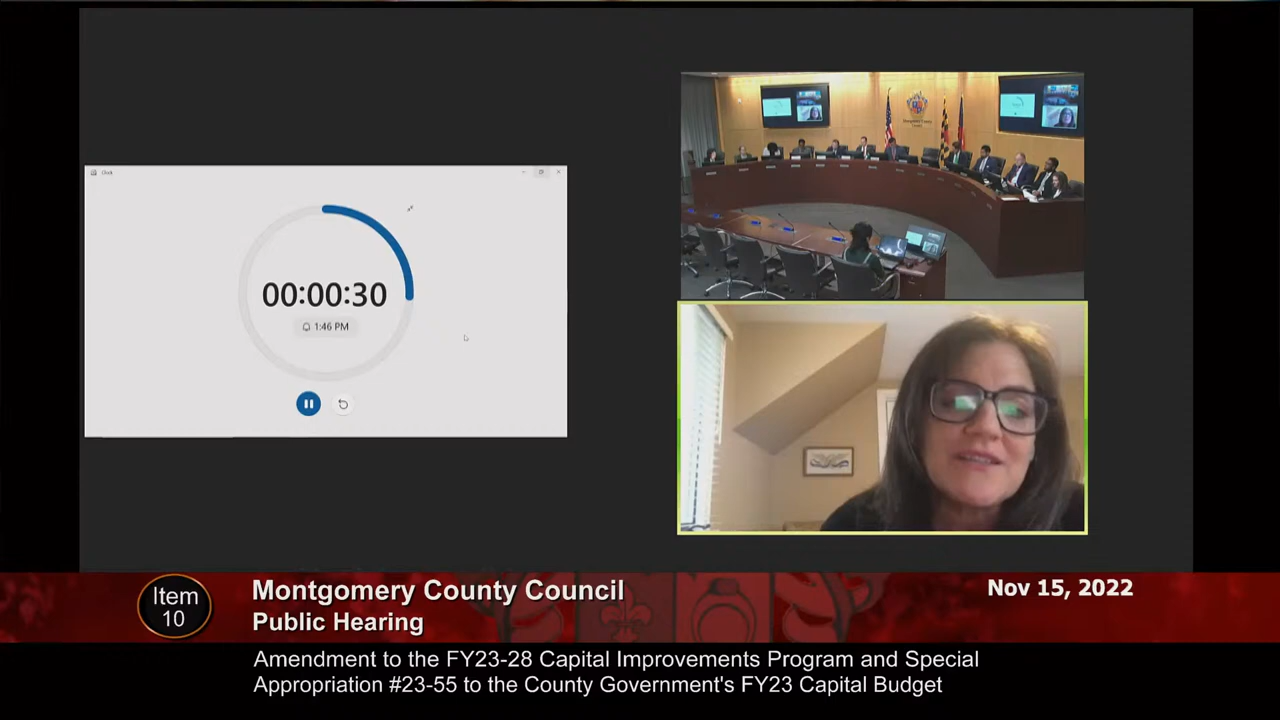 Clock
00:00:30
1:46 PM
Item
10
Montgomery County Council
Public Hearing
Nov 15, 2022
Amendment to the FY23-28 Capital Improvements Program and Special
Appropriation #23-55 to the County Government's FY23 Capital Budget